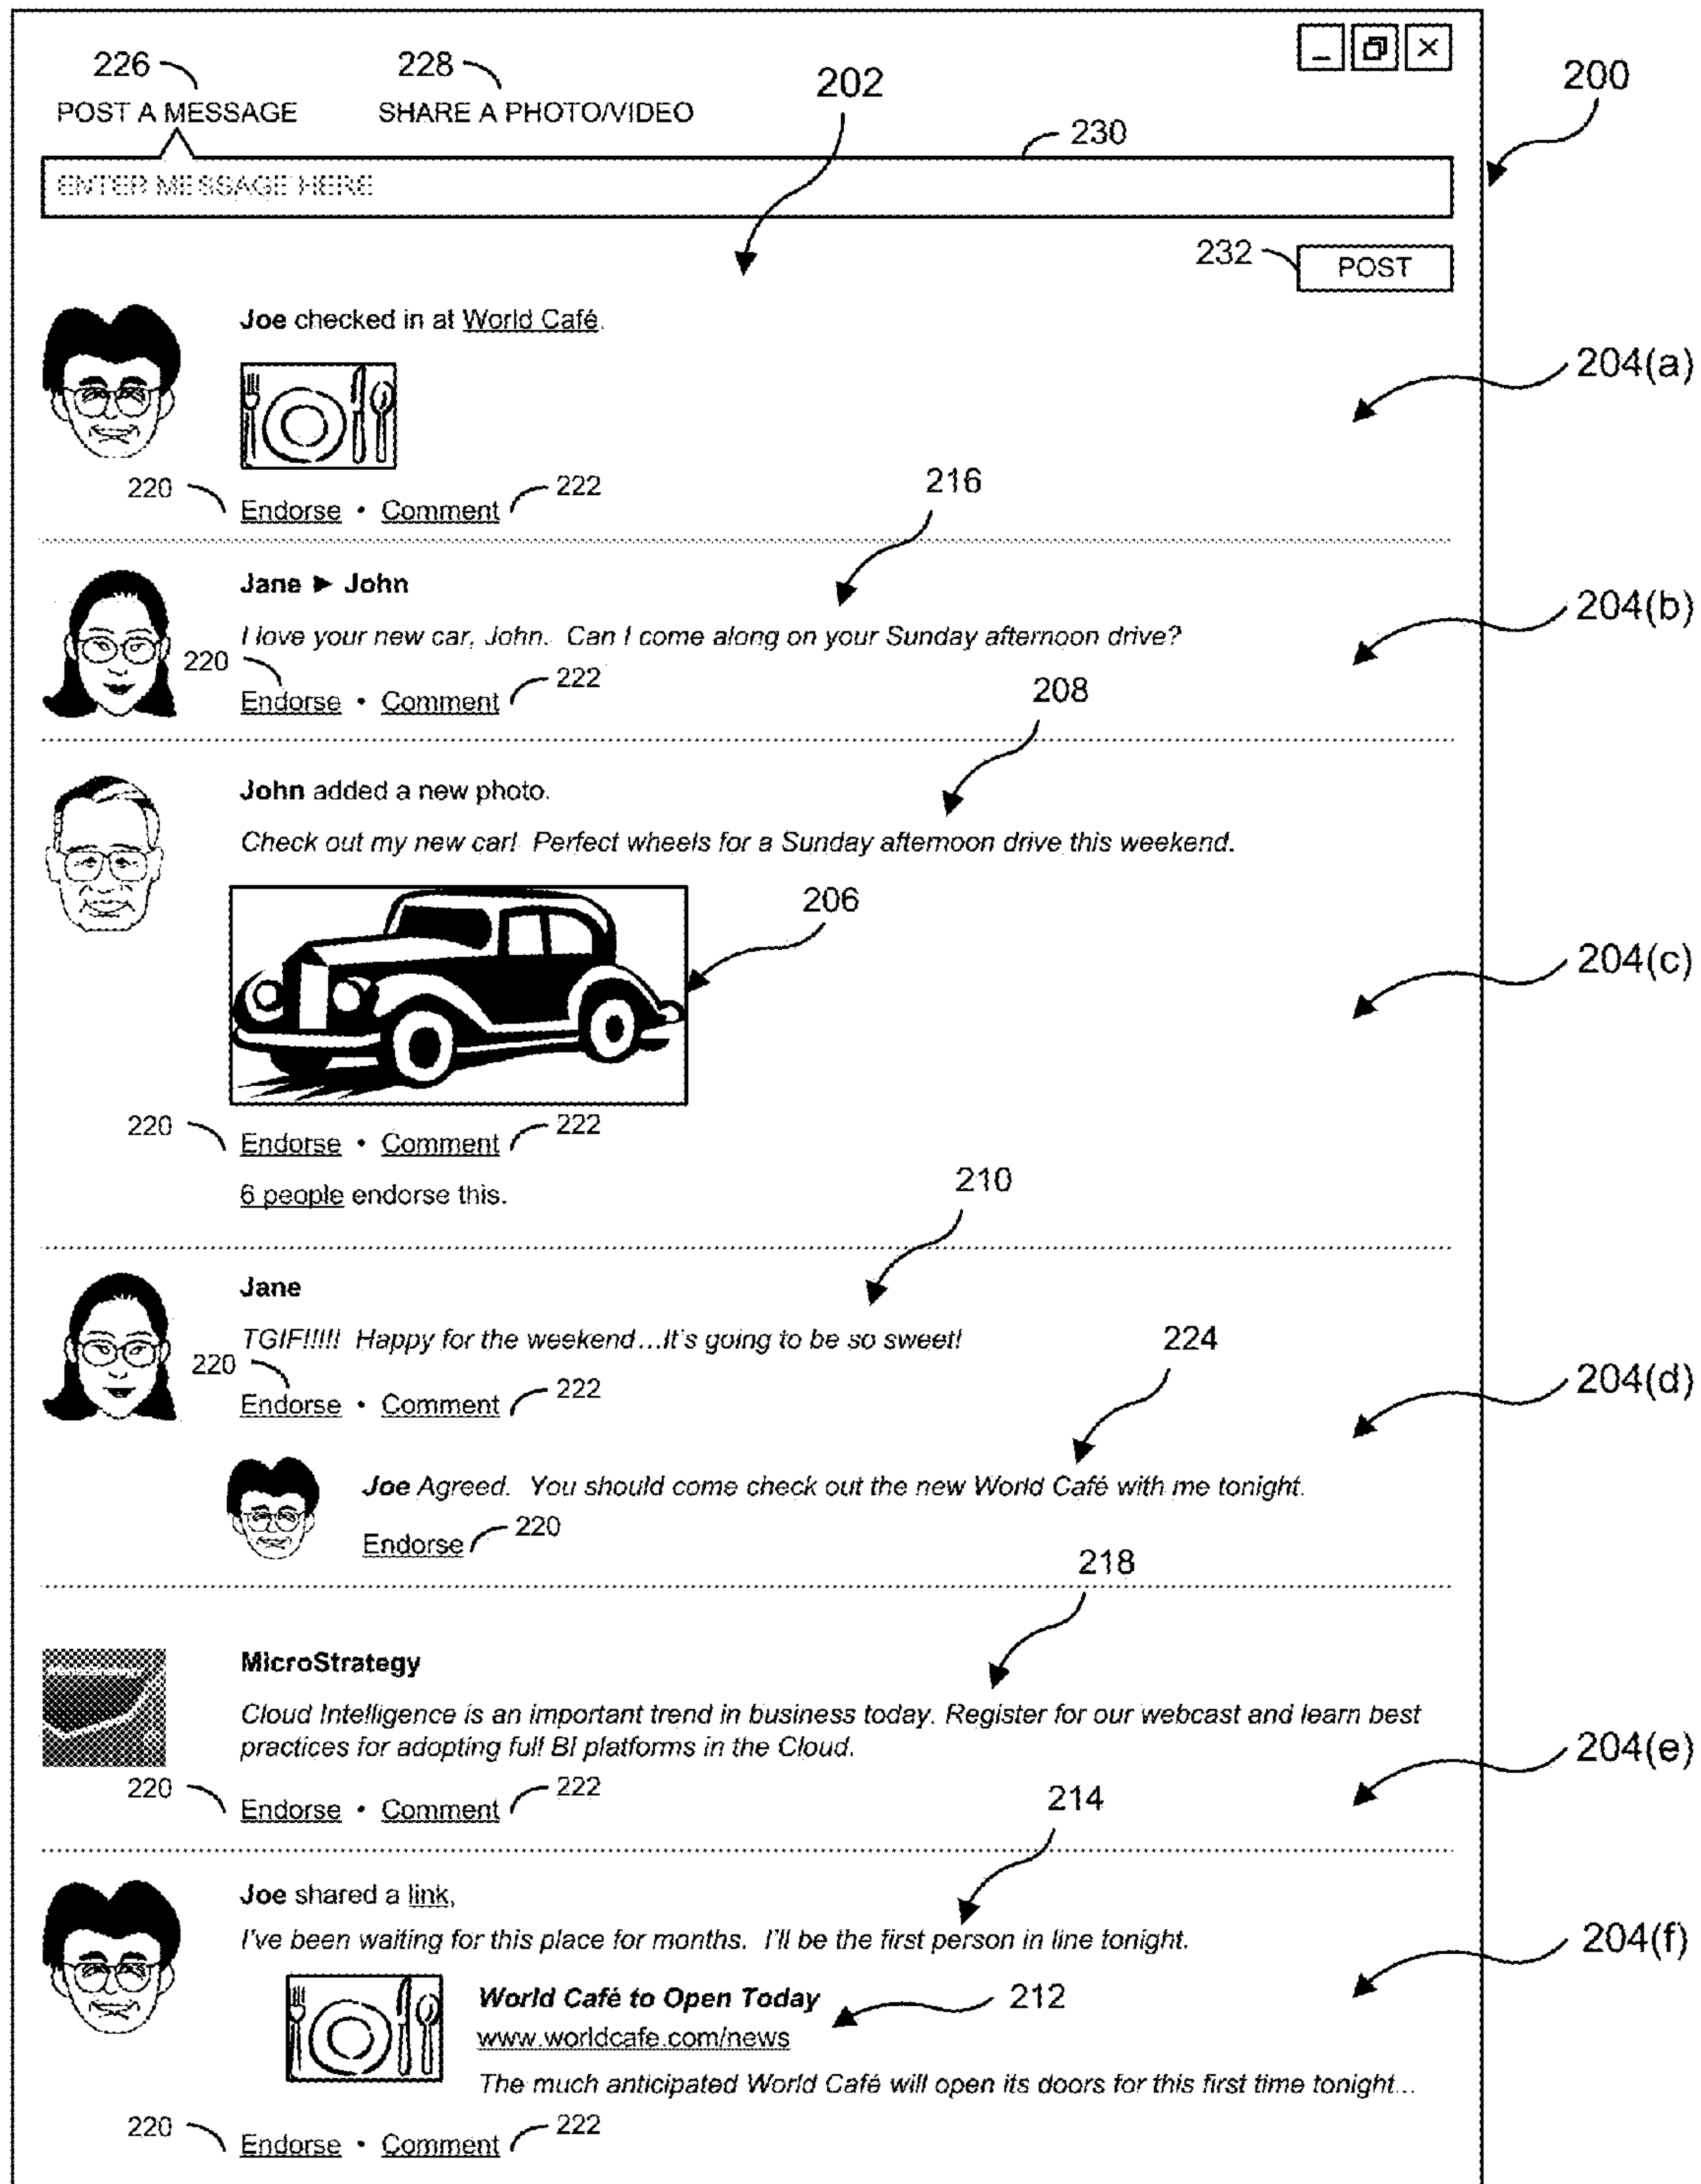 226 228 202 200
POST A MESSAGE SHARE A PHOTO/VIDEO
230
ENTER MESSAGE HERE
232 POST
Joe checked in at World Café.
204(a)
216
220 Endorse • Comment 222
Jane ► John
204(b)
I love your new car, John. Can I come along on your Sunday afternoon drive?
220 Endorse • Comment 222
208
John added a new photo.
Check out my new car! Perfect wheels for a Sunday afternoon drive this weekend.
206
204(c)
220 Endorse • Comment 222
6 people endorse this.
210
Jane
TGIF!!!!! Happy for the weekend...It's going to be so sweet!
224
220 Endorse • Comment 222
204(d)
Joe Agreed. You should come check out the new World Café with me tonight.
Endorse 220
218
MicroStrategy
Cloud Intelligence is an important trend in business today. Register for our webcast and learn best
practices for adopting full BI platforms in the Cloud.
204(e)
220 Endorse • Comment 222
214
Joe shared a link,
I've been waiting for this place for months. I'll be the first person in line tonight.
204(f)
World Café to Open Today 212
www.worldcafe.com/news
The much anticipated World Café will open its doors for this first time tonight...
220 Endorse • Comment 222